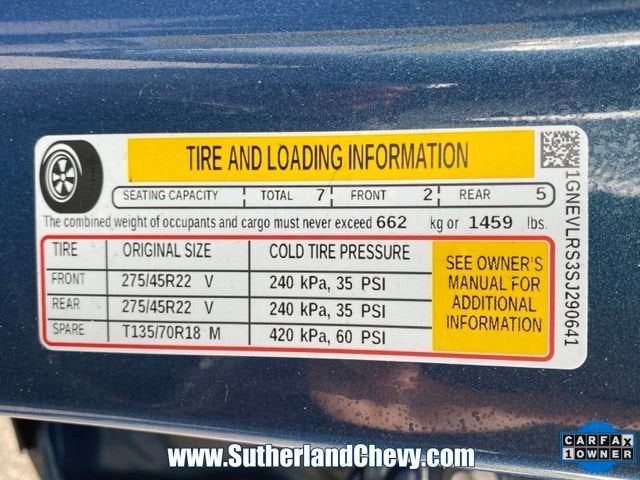 TIRE AND LOADING INFORMATION
SEATING CAPACITY TOTAL 7 FRONT 2 REAR 5
The combined weight of occupants and cargo must never exceed 662 kg or 1459 lbs.
TIRE ORIGINAL SIZE COLD TIRE PRESSURE
FRONT 275/45R22 V 240 kPa, 35 PSI
REAR 275/45R22 V 240 kPa, 35 PSI
SPARE T135/70R18 M 420 kPa, 60 PSI
SEE OWNER'S
MANUAL FOR
ADDITIONAL
INFORMATION
1GNEVLRS3SJ290641
www.SutherlandChevy.com
CARFAX
1 OWNER